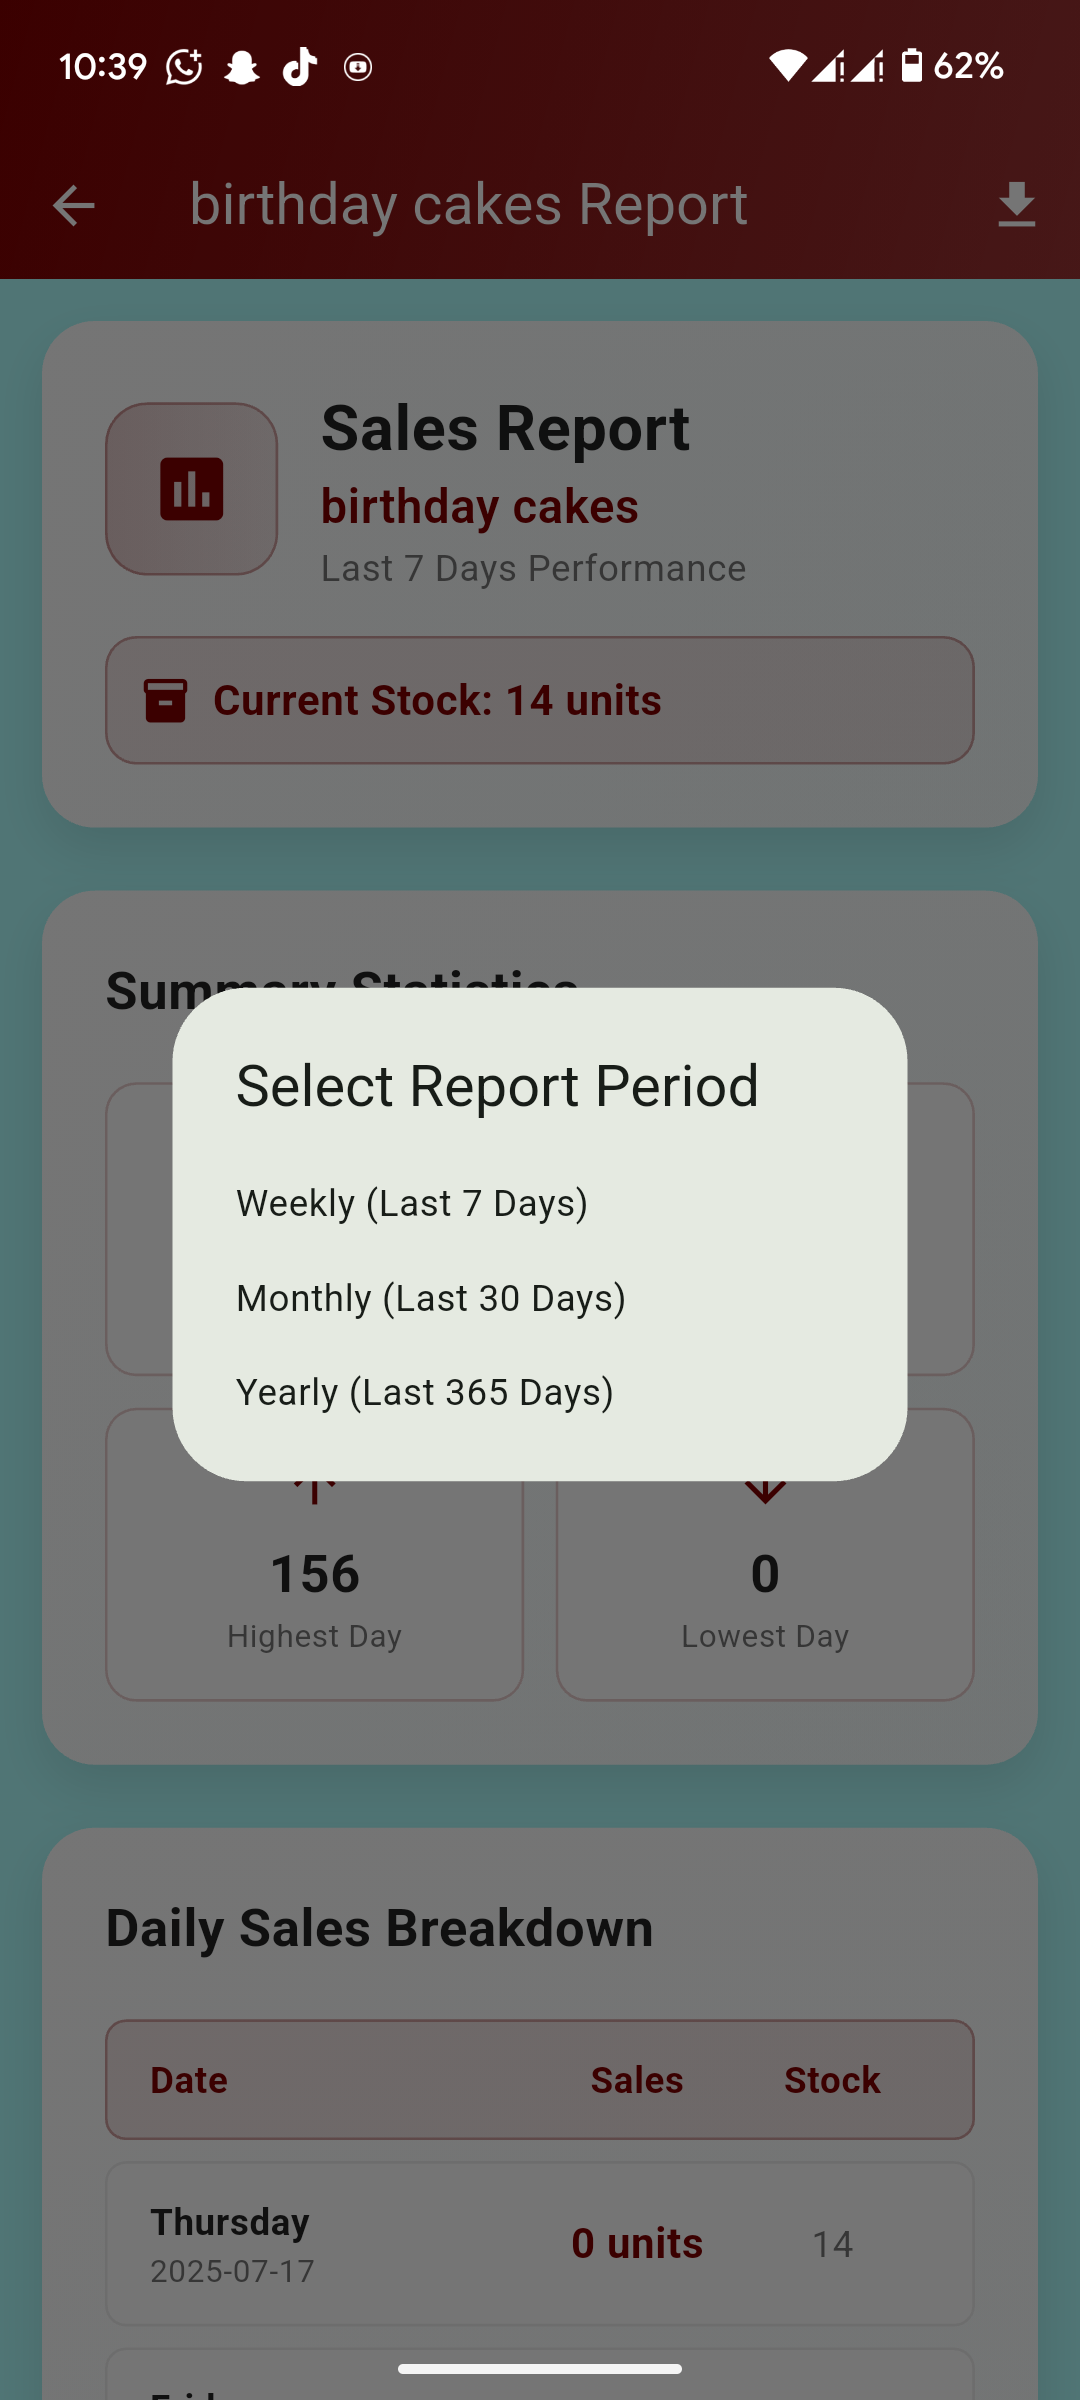 10:39
62%
birthday cakes Report
Sales Report
birthday cakes
Last 7 Days Performance
Current Stock: 14 units
Summary Statistics
Select Report Period
Weekly (Last 7 Days)
Monthly (Last 30 Days)
Yearly (Last 365 Days)
156
Highest Day
0
Lowest Day
Daily Sales Breakdown
Date Sales Stock
Thursday
2025-07-17
0 units
14